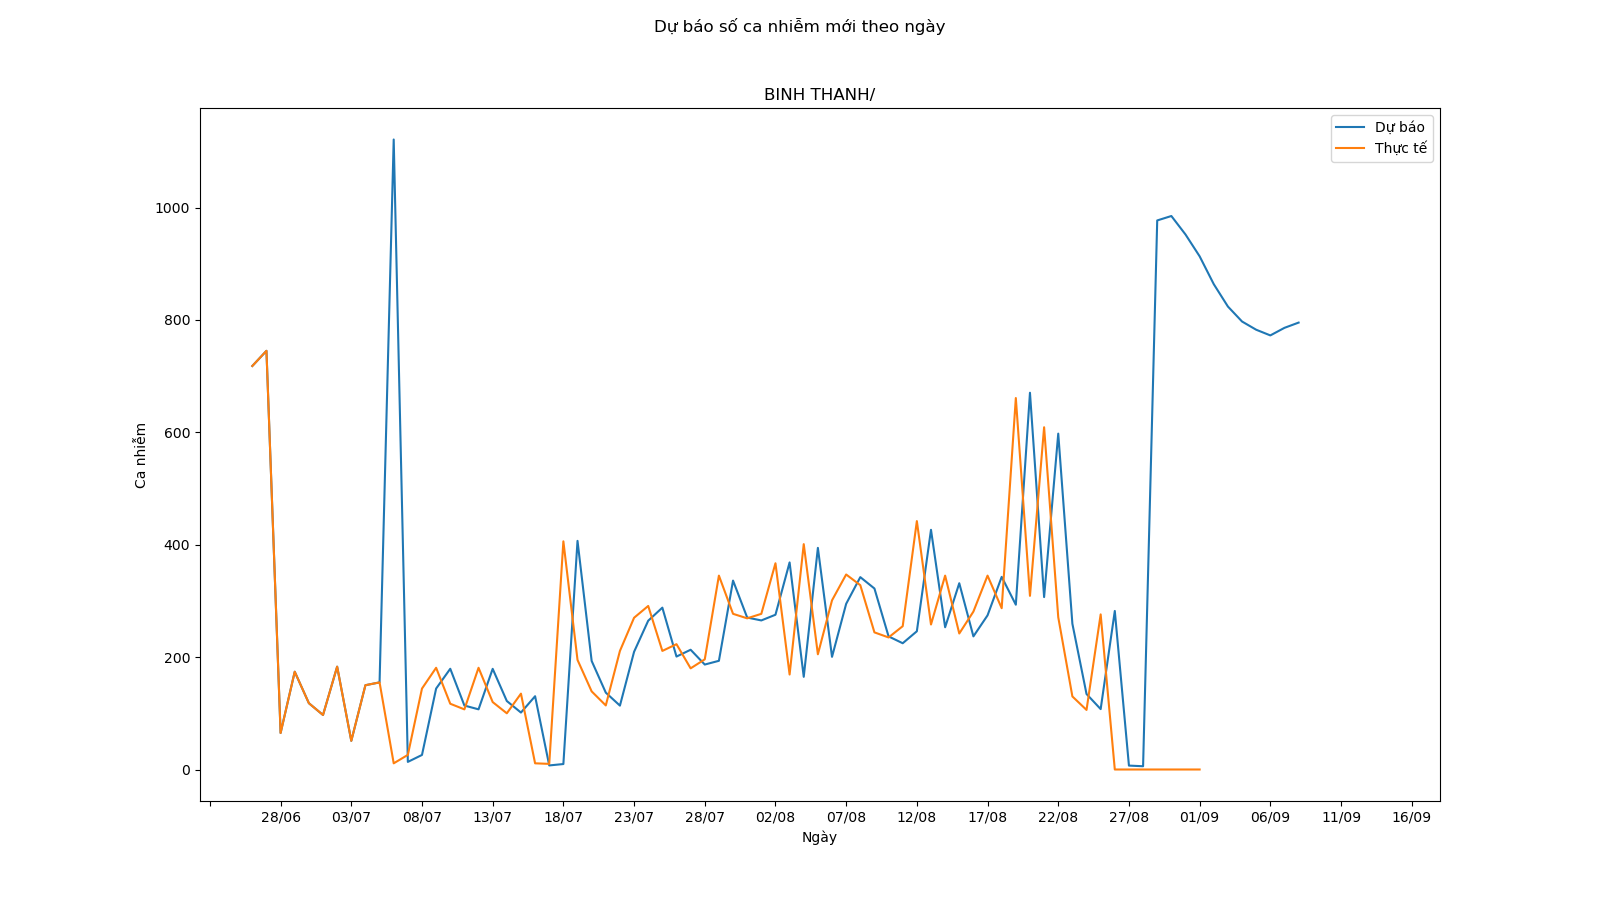 Dự báo số ca nhiễm mới theo ngày
BINH THANH/
Dự báo
Thực tế
1000
800
600
400
200
0
Ca nhiễm
28/06 03/07 08/07 13/07 18/07 23/07 28/07 02/08 07/08 12/08 17/08 22/08 27/08 01/09 06/09 11/09 16/09
Ngày